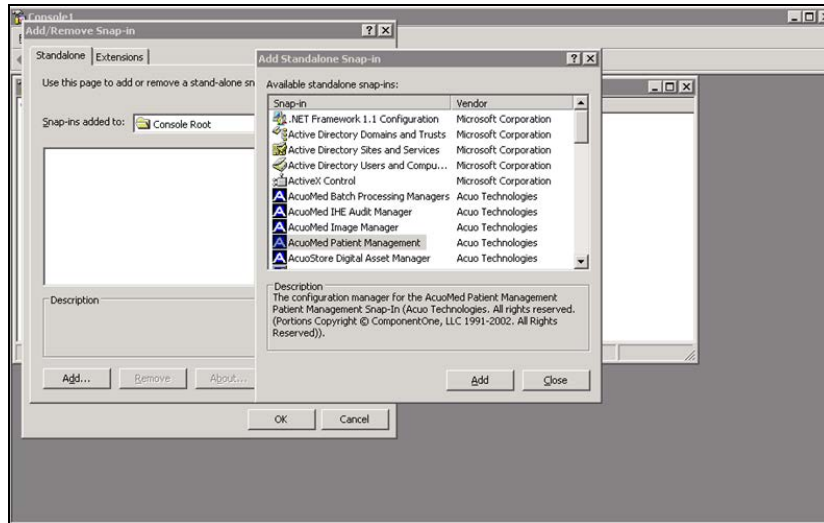 Console1
Add/Remove Snap-in
Standalone
Extensions
Use this page to add or remove a stand-alone sn
Snap-ins added to:
Console Root
Description
Add...
Remove
About...
OK
Cancel
Add Standalone Snap-in
Available standalone snap-ins:
Snap-in Vendor
.NET Framework 1.1 Configuration Microsoft Corporation
Active Directory Domains and Trusts Microsoft Corporation
Active Directory Sites and Services Microsoft Corporation
Active Directory Users and Compu... Microsoft Corporation
ActiveX Control Microsoft Corporation
AcuoMed Batch Processing Managers Acuo Technologies
AcuoMed IHE Audit Manager Acuo Technologies
AcuoMed Image Manager Acuo Technologies
AcuoMed Patient Management Acuo Technologies
AcuoStore Digital Asset Manager Acuo Technologies
Description
The configuration manager for the AcuoMed Patient Management
Patient Management Snap-In (Acuo Technologies. All rights reserved.
(Portions Copyright © ComponentOne, LLC 1991-2002. All Rights
Reserved)).
Add
Close